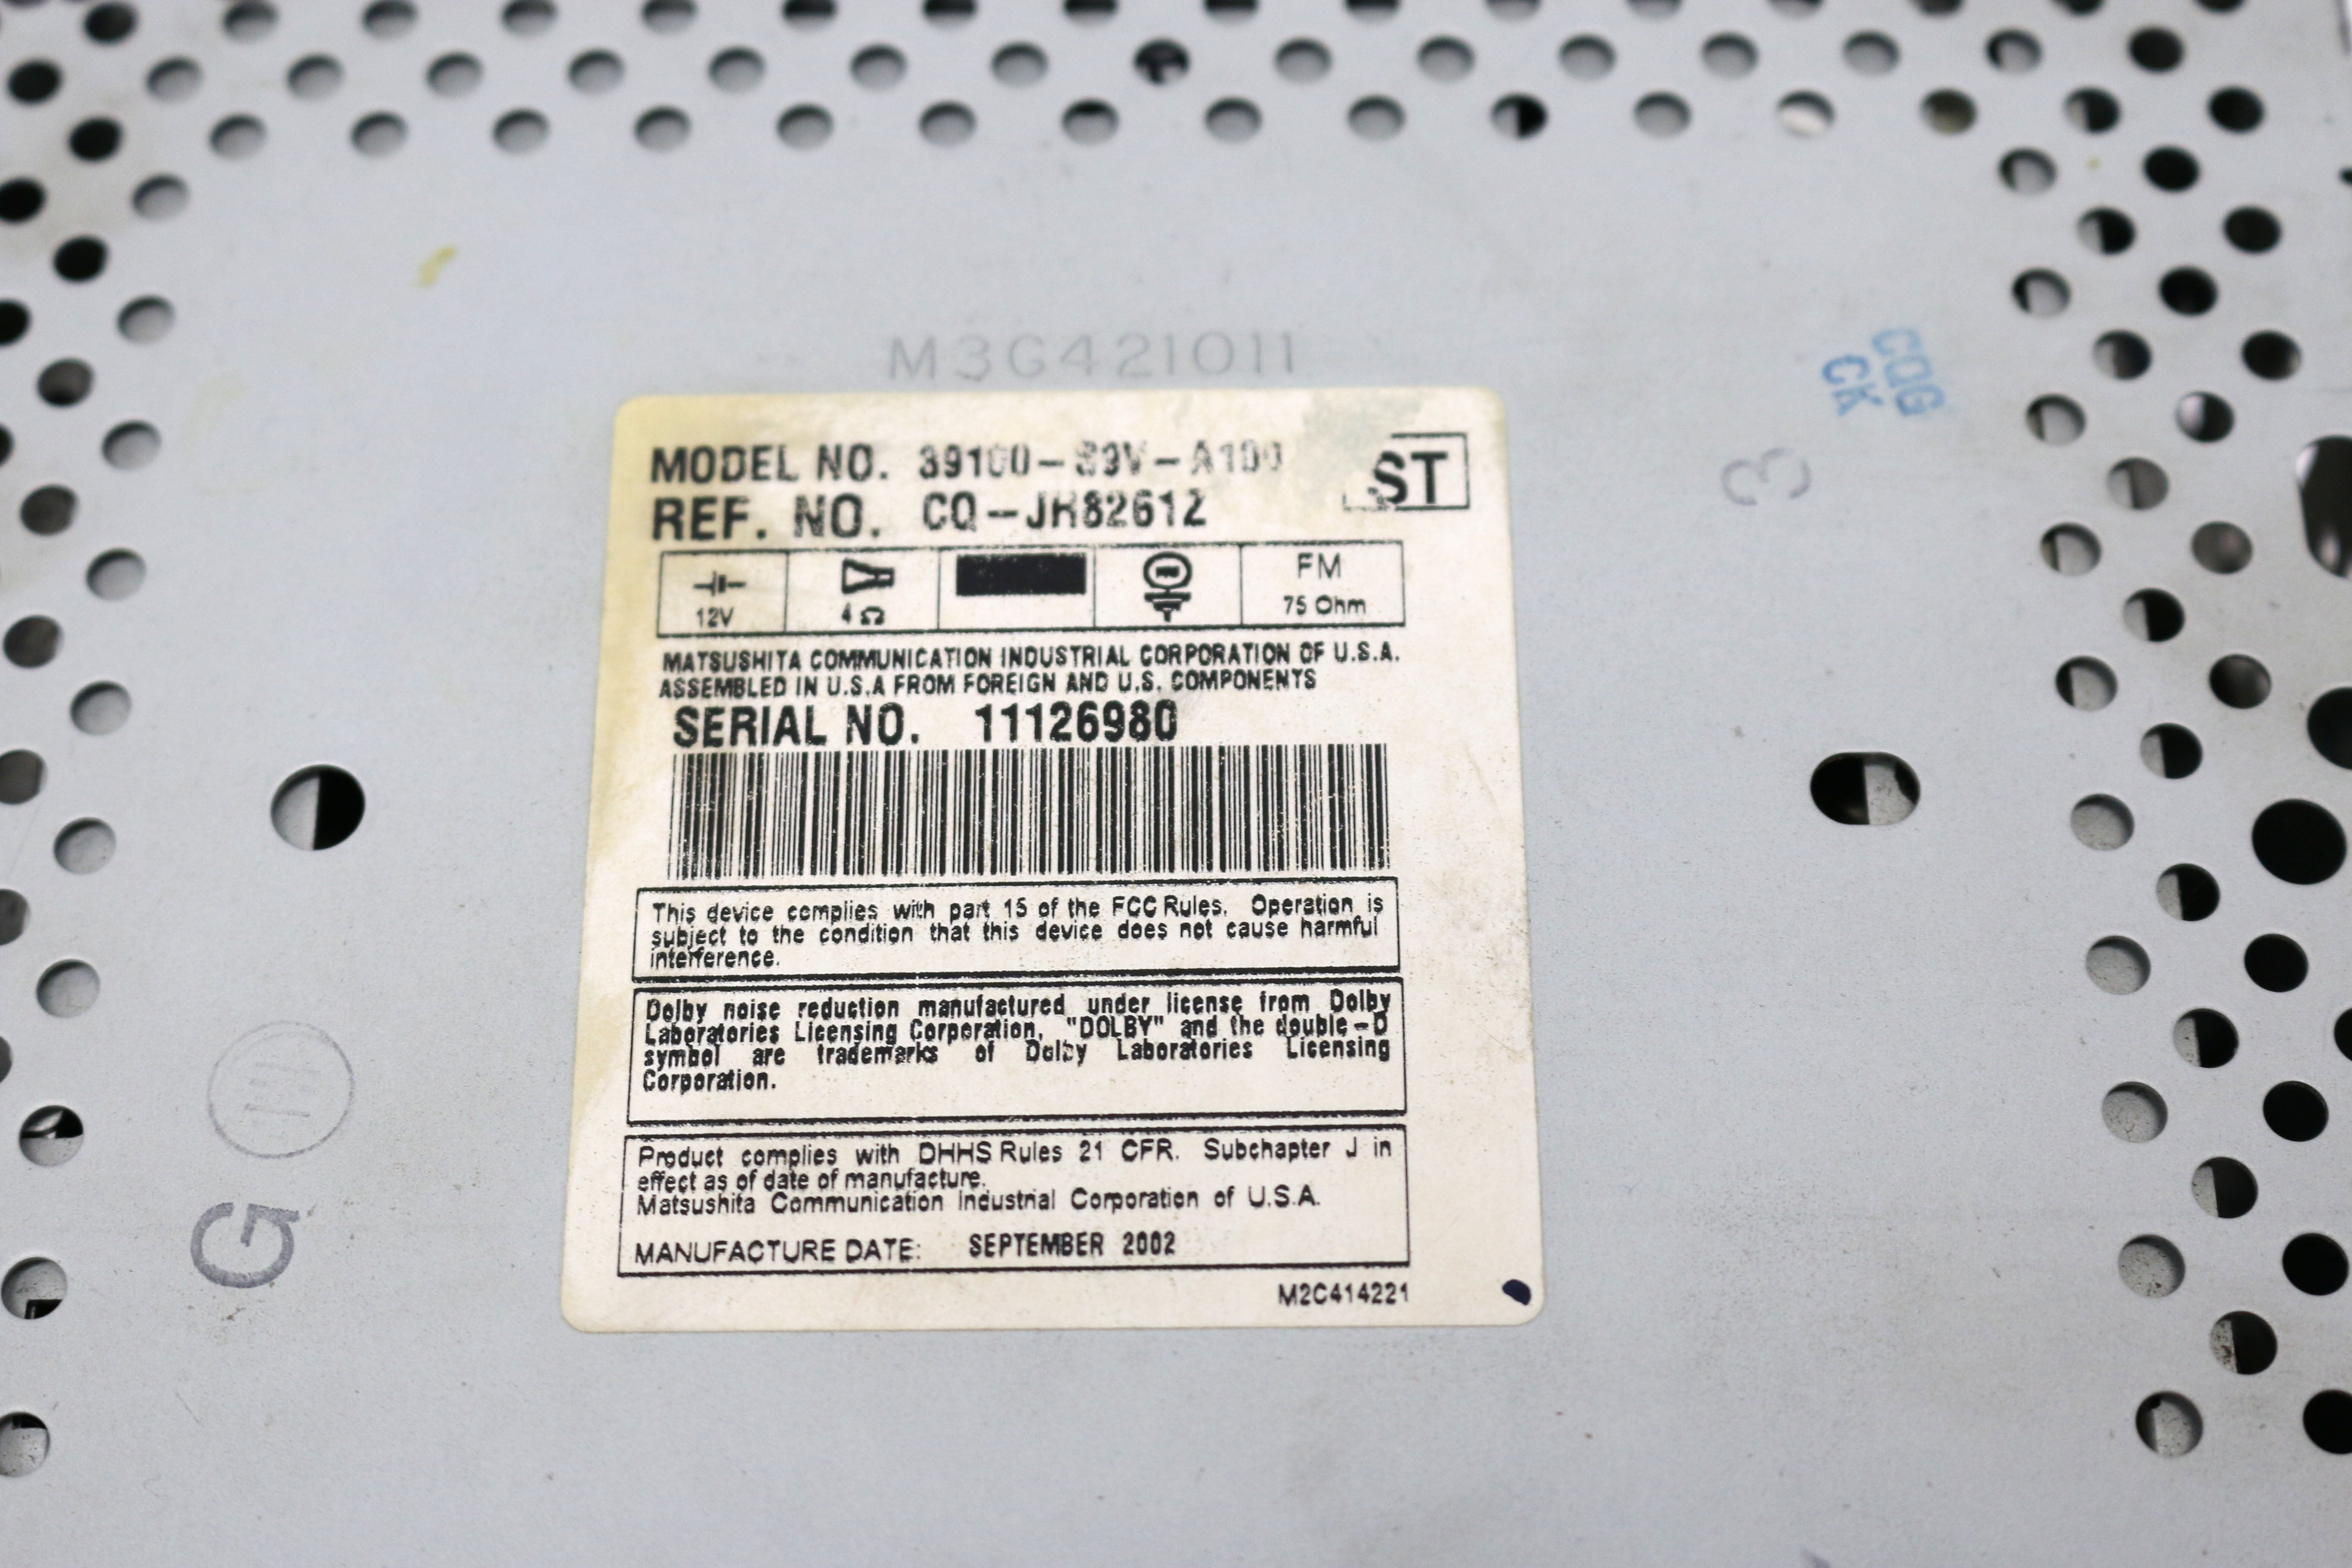 M3G421011
CQG
CK
3
MODEL NO. 39100-S9V-A100
ST
REF. NO. CQ-JH8261Z
12V
4 Ω
FM
75 Ohm
MATSUSHITA COMMUNICATION INDUSTRIAL CORPORATION OF U.S.A.
ASSEMBLED IN U.S.A FROM FOREIGN AND U.S. COMPONENTS
SERIAL NO. 11126980
This device complies with part 15 of the FCC Rules. Operation is
subject to the condition that this device does not cause harmful
interference.
Dolby noise reduction manufactured under license from Dolby
Laboratories Licensing Corporation, "DOLBY" and the double-D
symbol are trademarks of Dolby Laboratories Licensing
Corporation.
Product complies with DHHS Rules 21 CFR. Subchapter J in
effect as of date of manufacture.
Matsushita Communication Industrial Corporation of U.S.A.
MANUFACTURE DATE: SEPTEMBER 2002
M2C414221
G